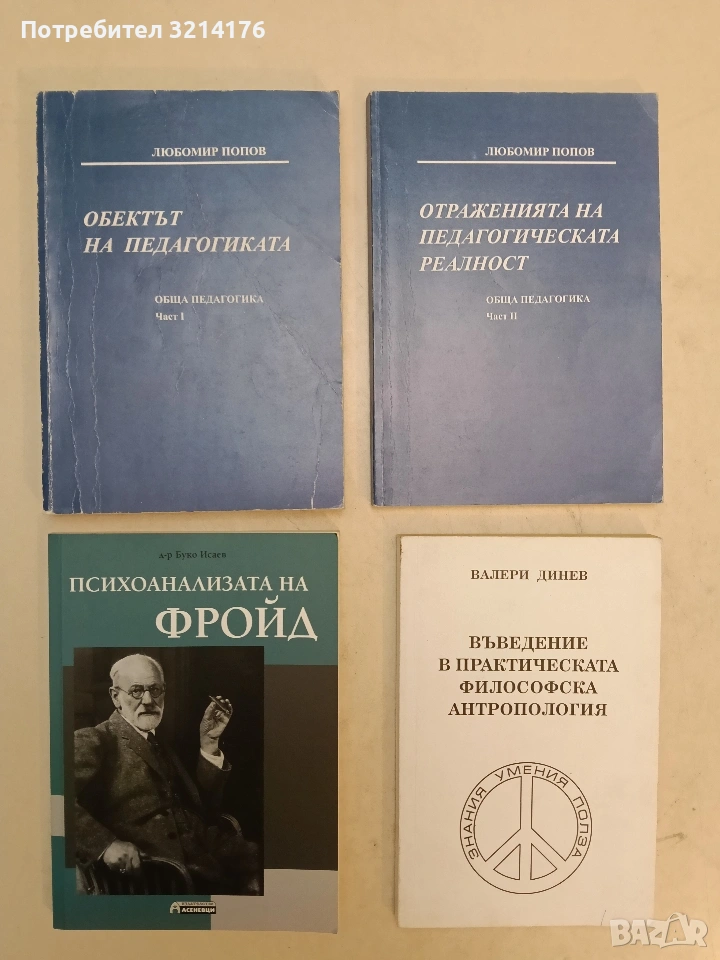 Потребител 3214176
ЛЮБОМИР ПОПОВ
ОБЕКТЪТ
НА ПЕДАГОГИКАТА
ОБЩА ПЕДАГОГИКА
Част I
ЛЮБОМИР ПОПОВ
ОТРАЖЕНИЯТА НА
ПЕДАГОГИЧЕСКАТА
РЕАЛНОСТ
ОБЩА ПЕДАГОГИКА
Част II
д-р Буко Исаев
ПСИХОАНАЛИЗАТА НА
ФРОЙД
АСЕНЕВЦИ
ВАЛЕРИ ДИНЕВ
ВЪВЕДЕНИЕ
В ПРАКТИЧЕСКАТА
ФИЛОСОФСКА
АНТРОПОЛОГИЯ
ЗНАНИЯ УМЕНИЯ ПОЛЗА
BAZAR